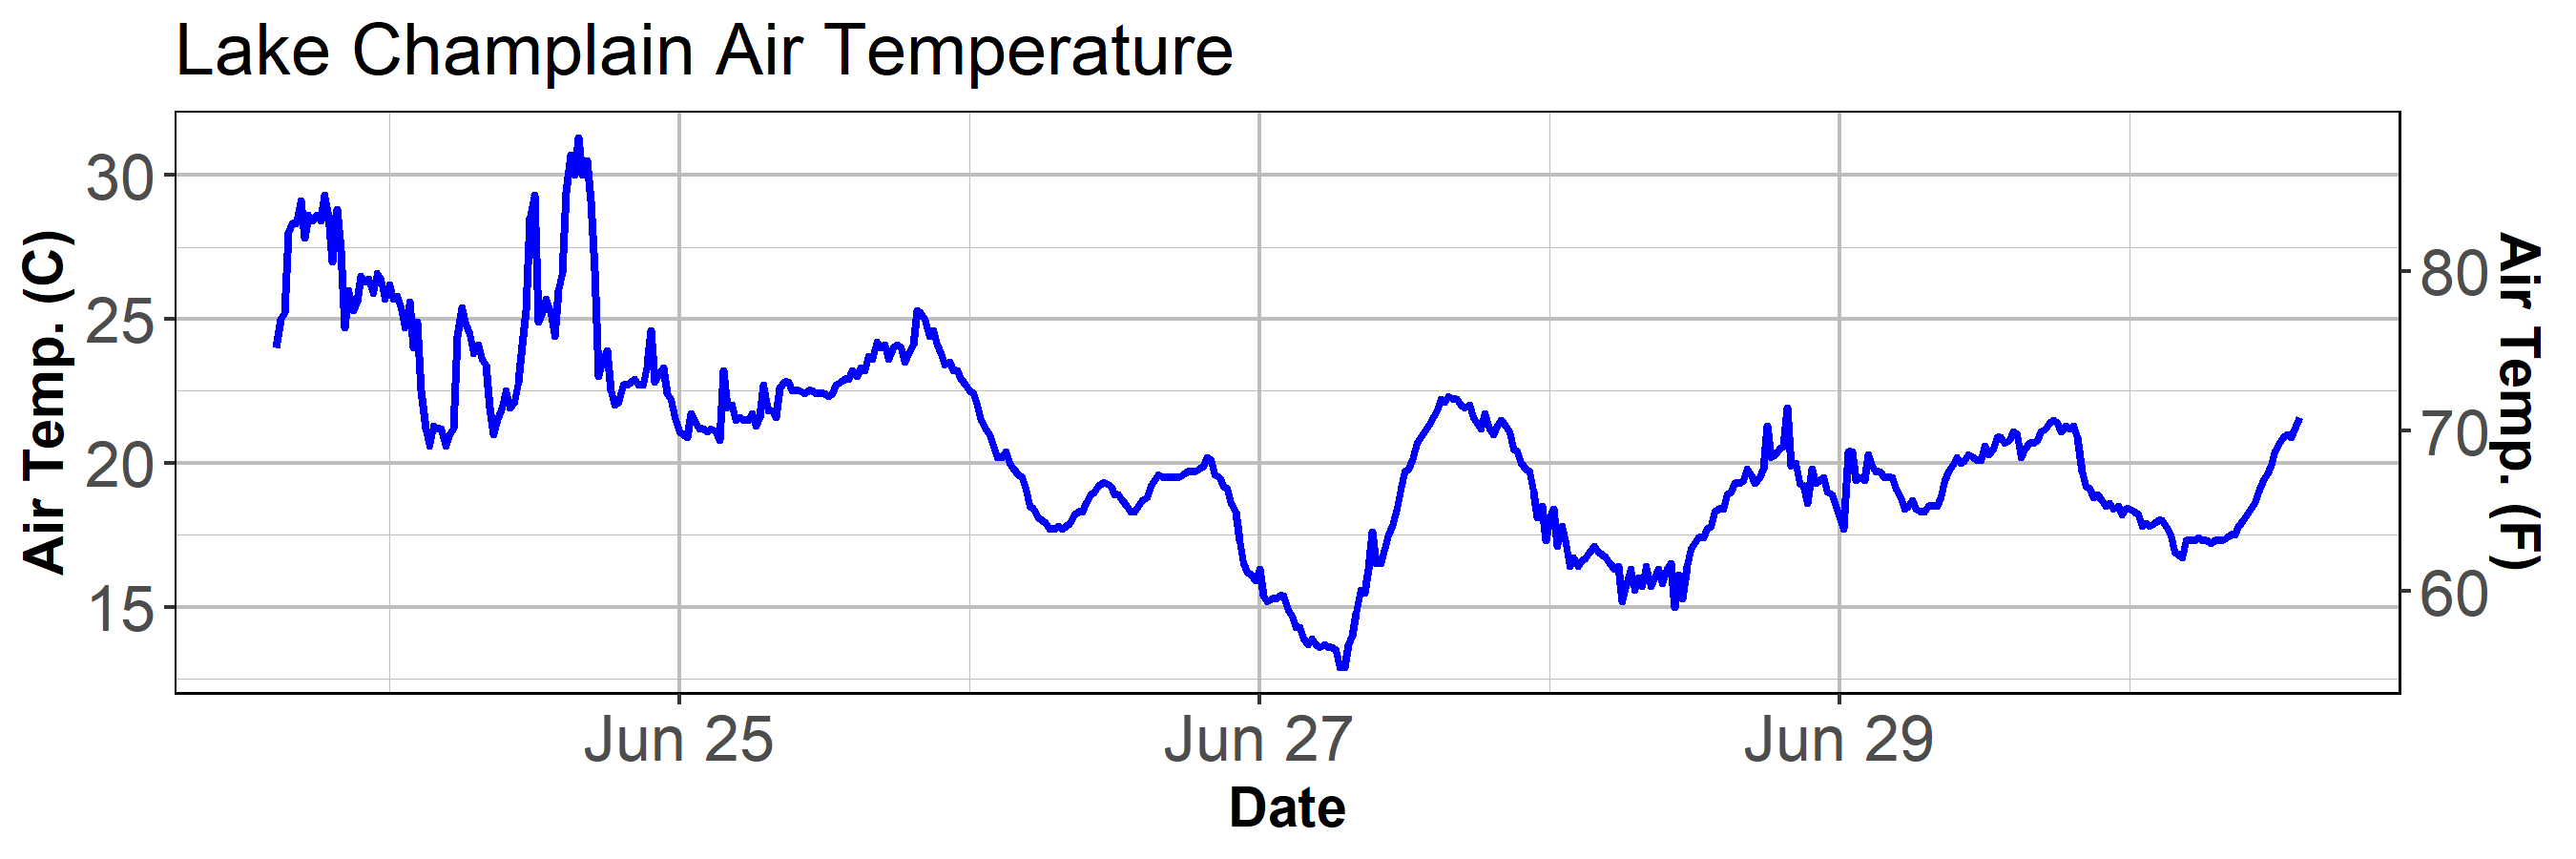 Lake Champlain Air Temperature
Air Temp. (C)
30
25
20
15
80
70
60
Air Temp. (F)
Jun 25
Jun 27
Jun 29
Date